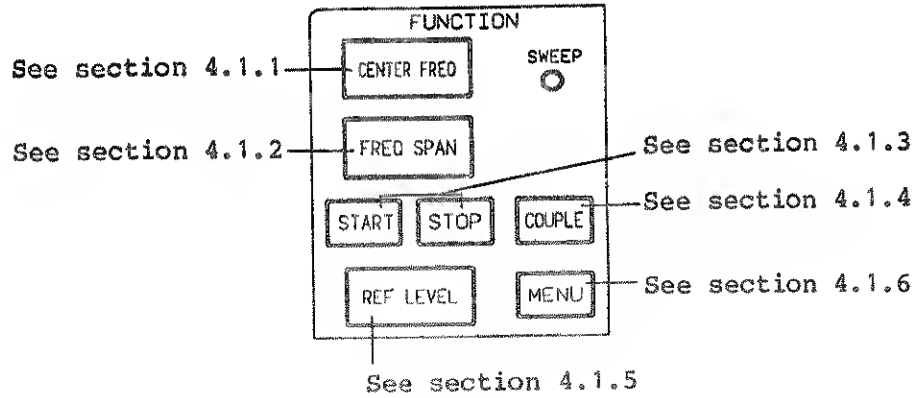 FUNCTION
See section 4.1.1
CENTER FREQ
SWEEP
See section 4.1.2
FREQ SPAN
See section 4.1.3
START
STOP
COUPLE
See section 4.1.4
REF LEVEL
MENU
See section 4.1.6
See section 4.1.5